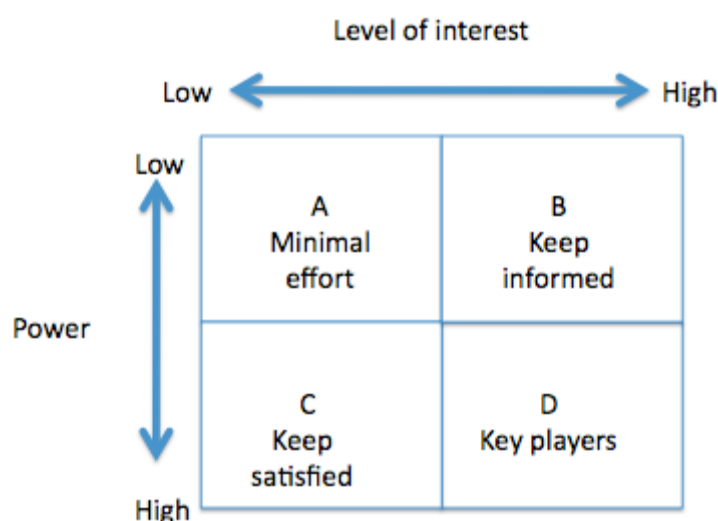 Level of interest
Low
High
Low
A
Minimal
effort
B
Keep
informed
Power
C
Keep
satisfied
D
Key players
High